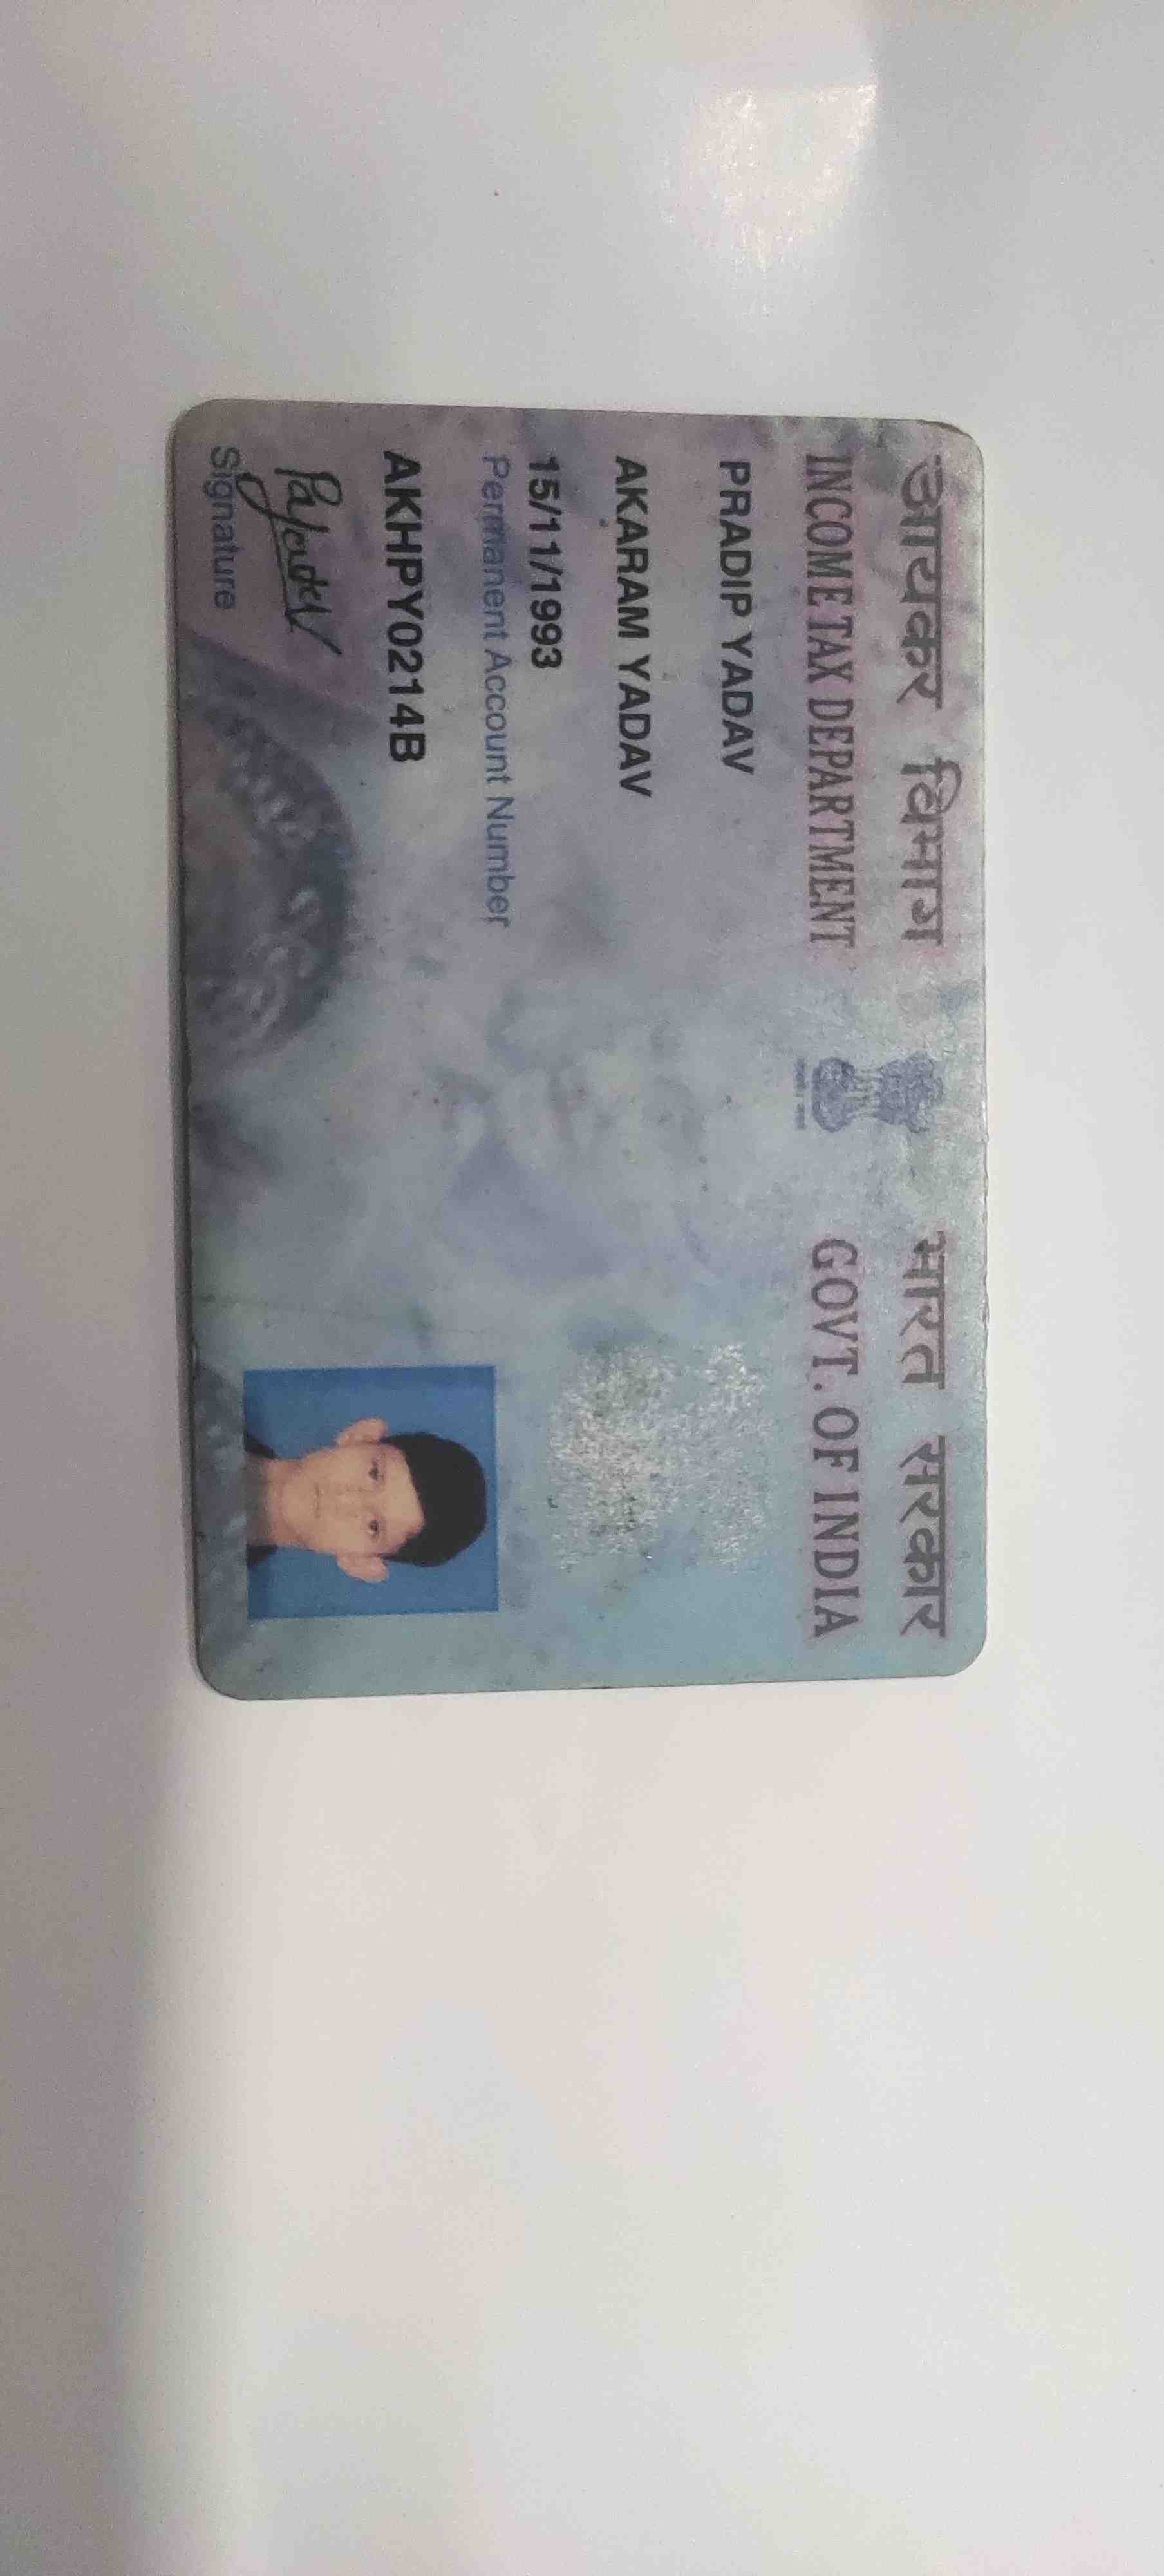 आयकर विभाग
INCOME TAX DEPARTMENT
भारत सरकार
GOVT. OF INDIA
PRADIP YADAV
AKARAM YADAV
15/11/1993
Permanent Account Number
AKHPY0214B
Signature